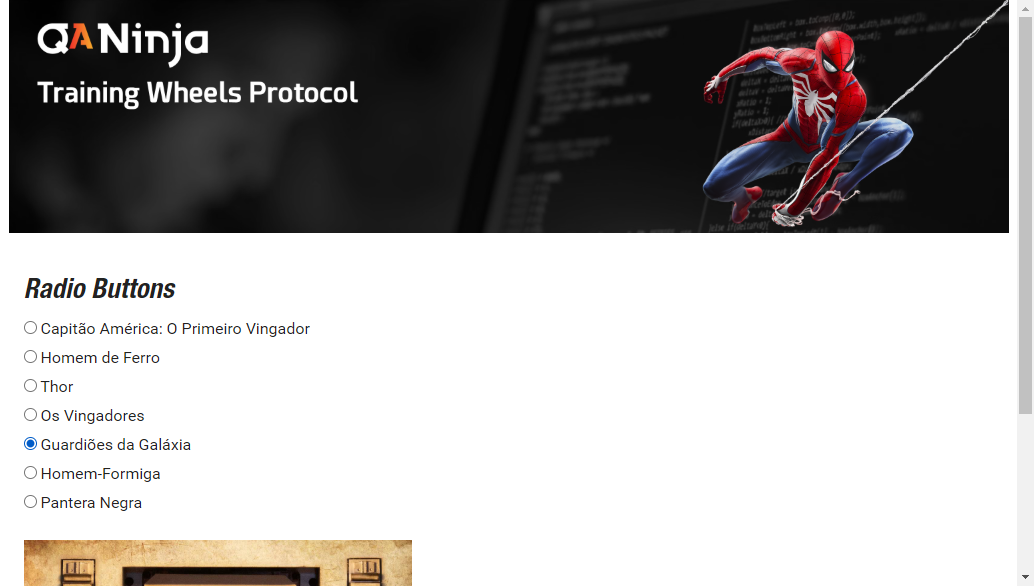 QANinja
Training Wheels Protocol
Radio Buttons
Capitão América: O Primeiro Vingador
Homem de Ferro
Thor
Os Vingadores
Guardiões da Galáxia
Homem-Formiga
Pantera Negra